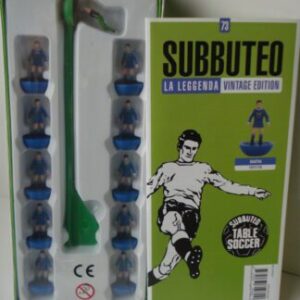 73
SUBBUTEO
LA LEGGENDA VINTAGE EDITION
SUBBUTEO
TABLE
SOCCER
CE